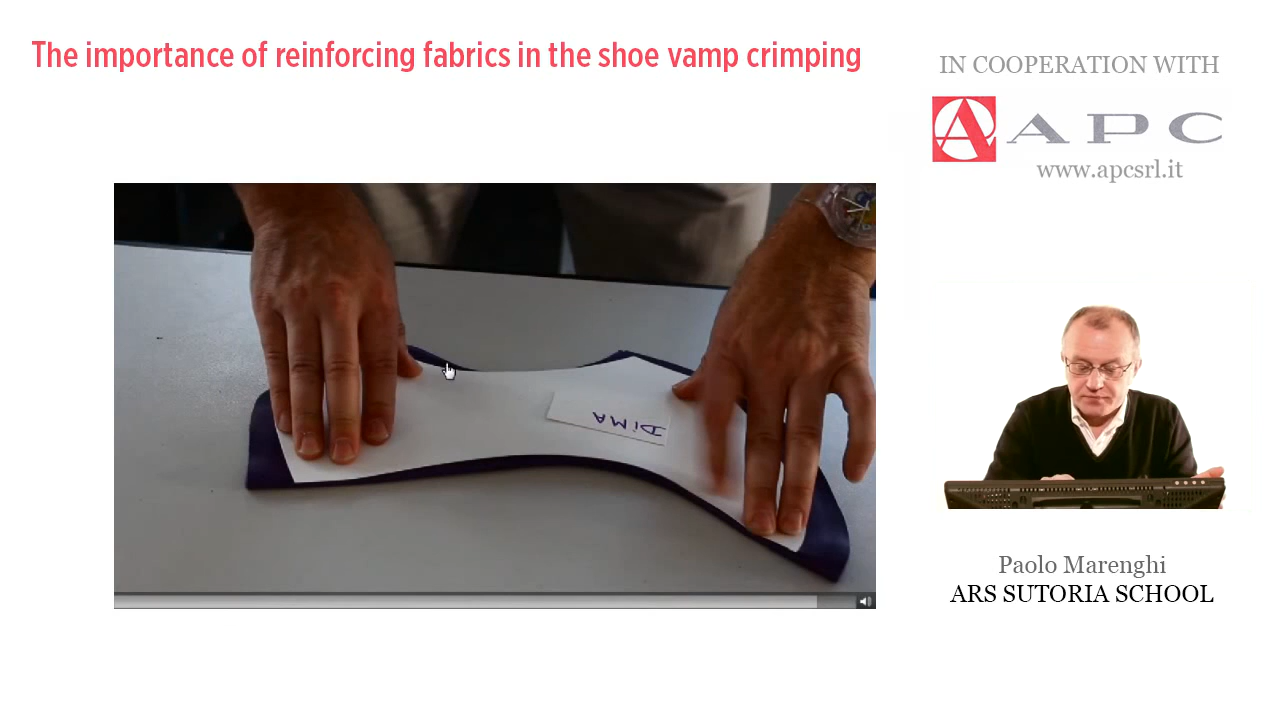 The importance of reinforcing fabrics in the shoe vamp crimping
IN COOPERATION WITH
APC
www.apcsrl.it
DiMA
Paolo Marenghi
ARS SUTORIA SCHOOL